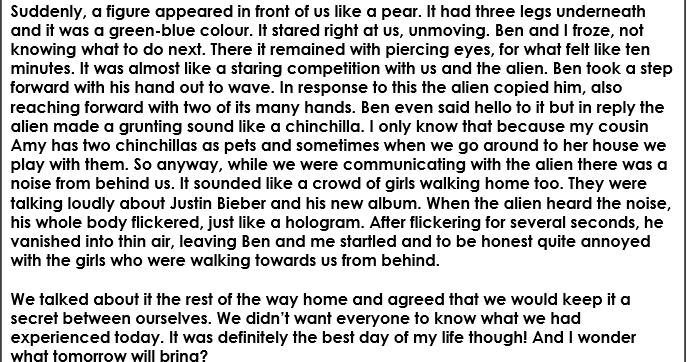 Suddenly, a figure appeared in front of us like a pear. It had three legs underneath
and it was a green-blue colour. It stared right at us, unmoving. Ben and I froze, not
knowing what to do next. There it remained with piercing eyes, for what felt like ten
minutes. It was almost like a staring competition with us and the alien. Ben took a step
forward with his hand out to wave. In response to this the alien copied him, also
reaching forward with two of its many hands. Ben even said hello to it but in reply the
alien made a grunting sound like a chinchilla. I only know that because my cousin
Amy has two chinchillas as pets and sometimes when we go around to her house we
play with them. So anyway, while we were communicating with the alien there was a
noise from behind us. It sounded like a crowd of girls walking home too. They were
talking loudly about Justin Bieber and his new album. When the alien heard the noise,
his whole body flickered, just like a hologram. After flickering for several seconds, he
vanished into thin air, leaving Ben and me startled and to be honest quite annoyed
with the girls who were walking towards us from behind.

We talked about it the rest of the way home and agreed that we would keep it a
secret between ourselves. We didn't want everyone to know what we had
experienced today. It was definitely the best day of my life though! And I wonder
what tomorrow will bring?